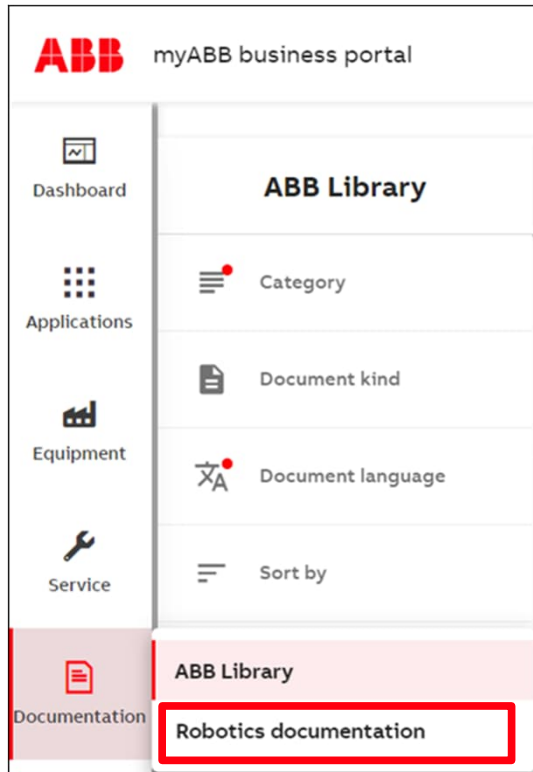 ABB myABB business portal
Dashboard
Applications
Equipment
Service
Documentation
ABB Library
Category
Document kind
Document language
Sort by
ABB Library
Robotics documentation